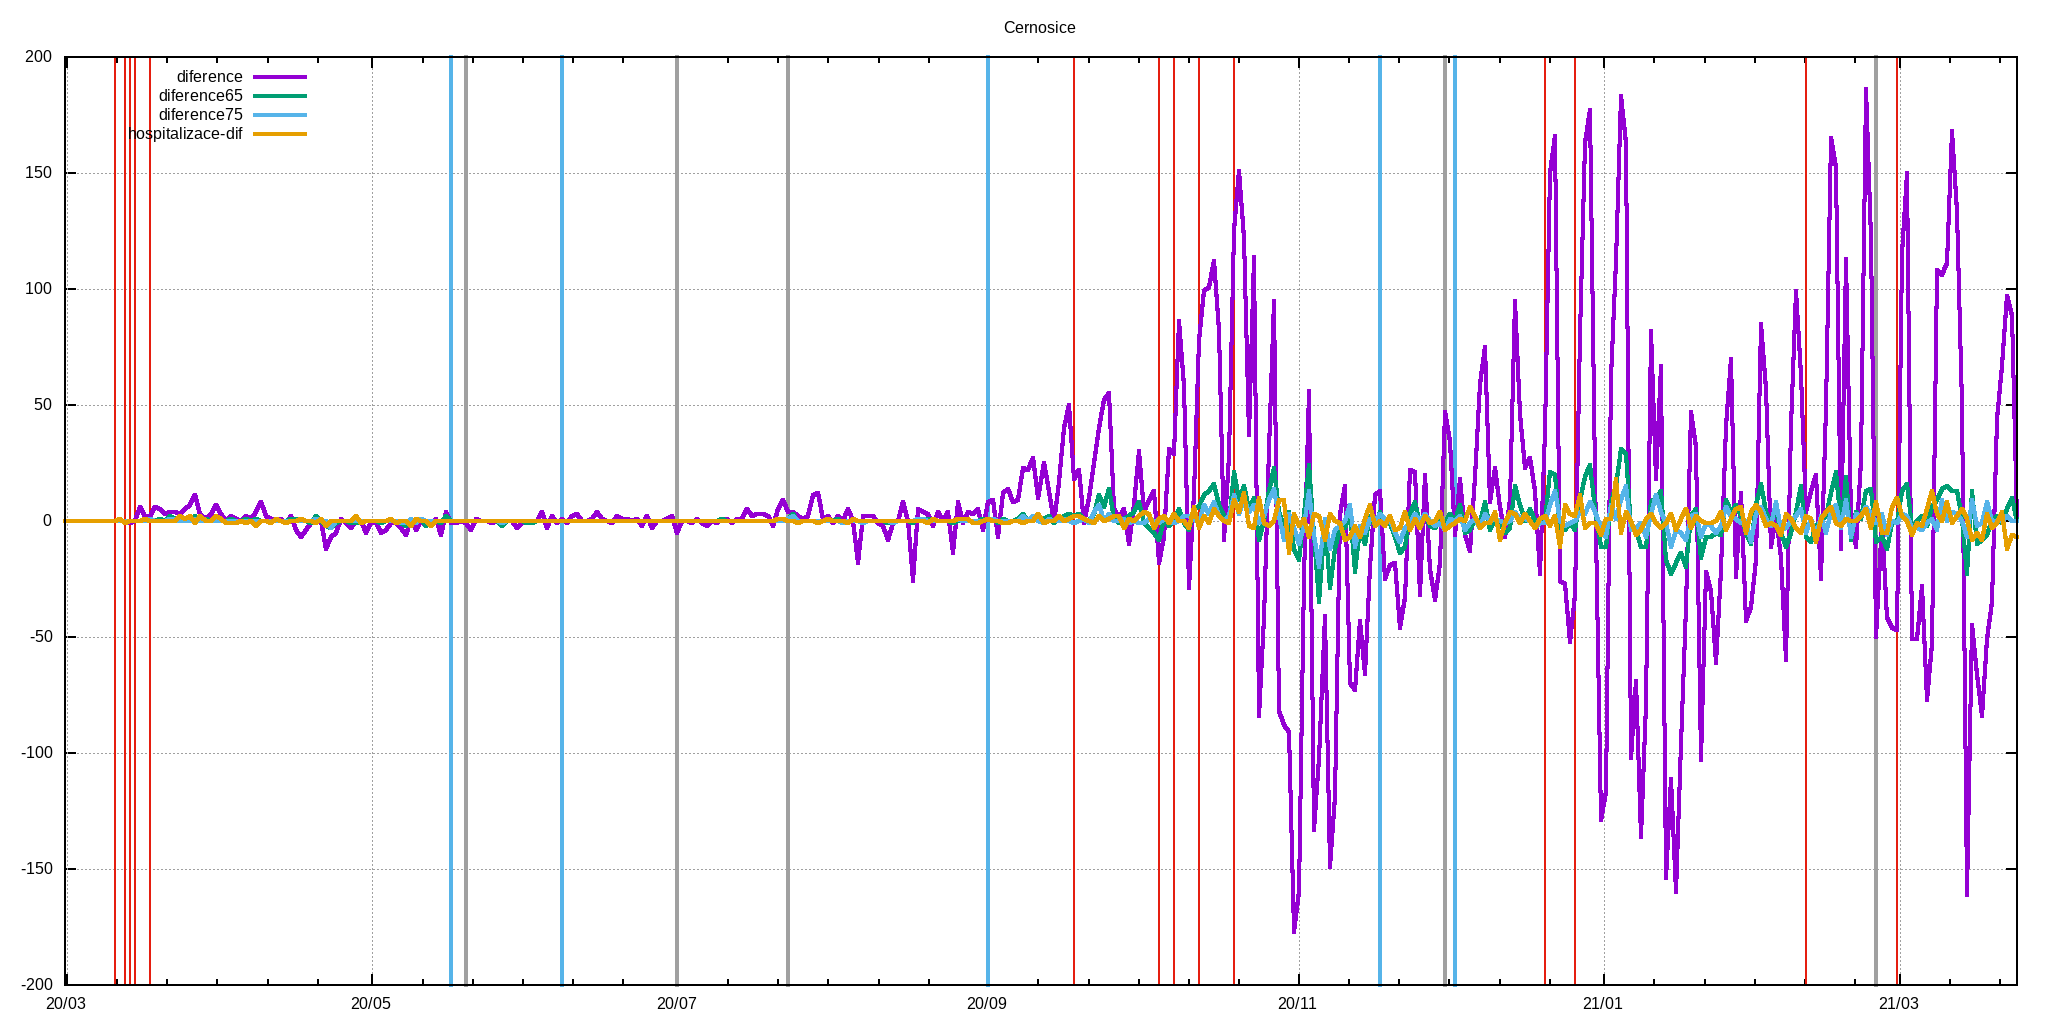 Cernosice
200
150
100
50
0
-50
-100
-150
-200
diference
diference65
diference75
hospitalizace-dif
20/03 20/05 20/07 20/09 20/11 21/01 21/03